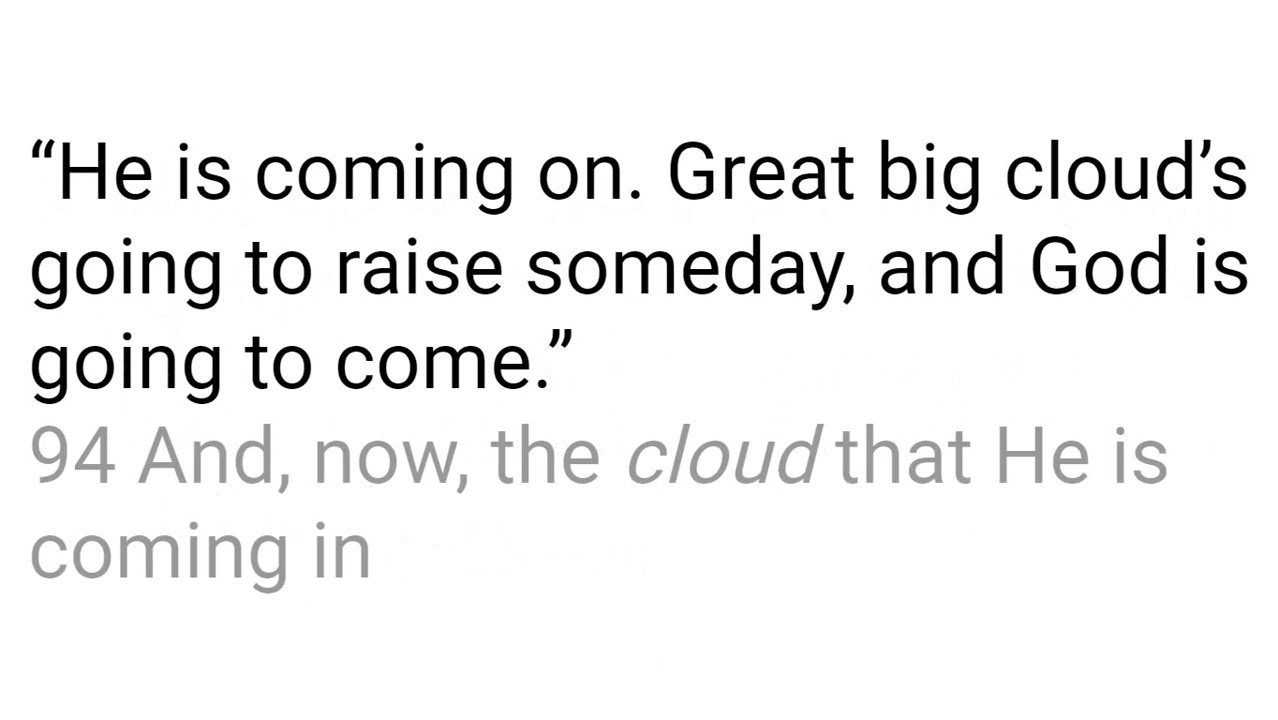 “He is coming on. Great big cloud’s
going to raise someday, and God is
going to come.”
94 And, now, the cloud that He is
coming in